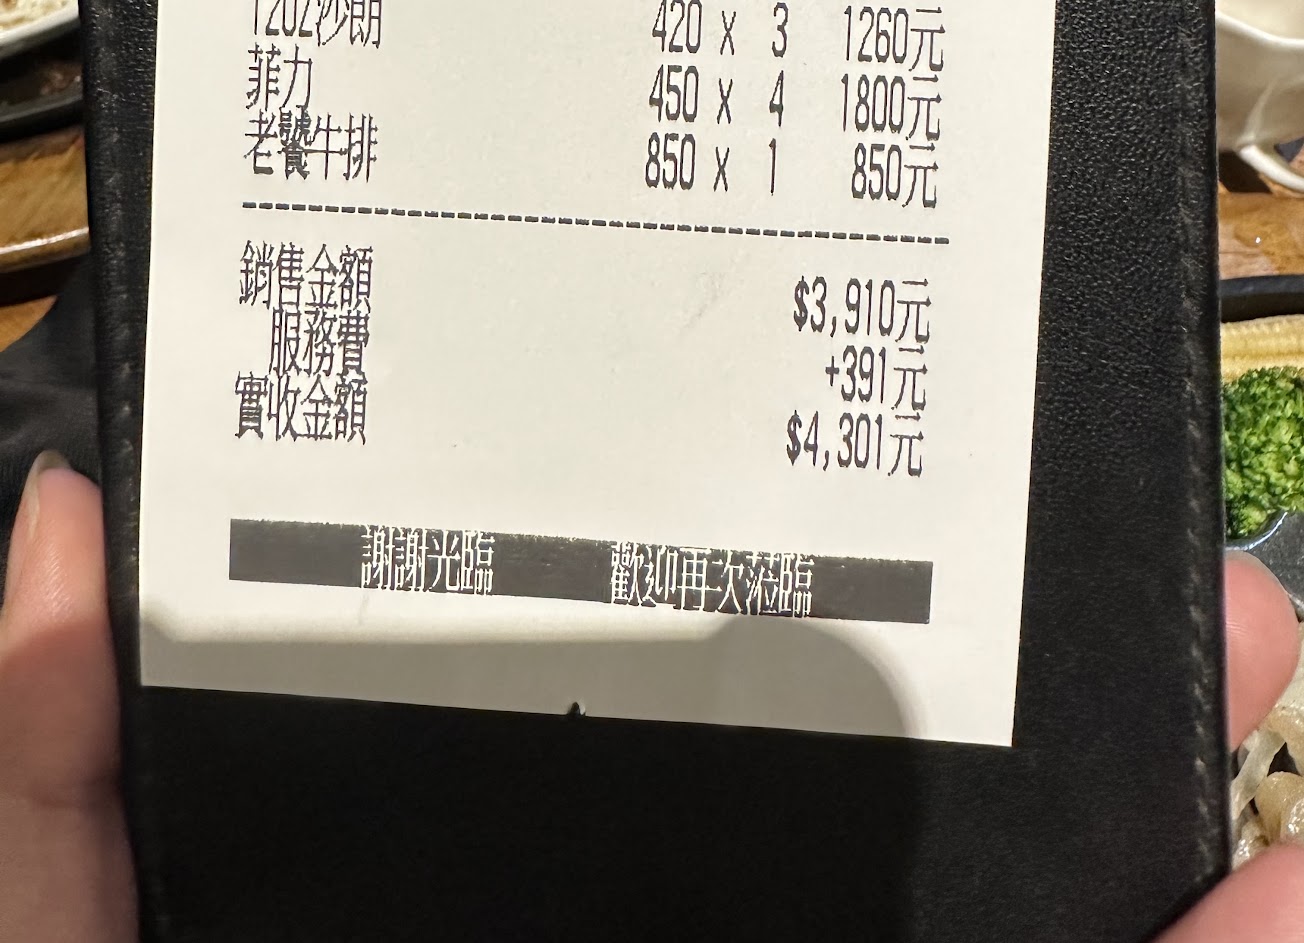 12oz沙朗 420 x 3 1260元
菲力 450 x 4 1800元
老饕牛排 850 x 1 850元
銷售金額 $3,910元
服務費 +391元
實收金額 $4,301元
謝謝光臨 歡迎再次蒞臨